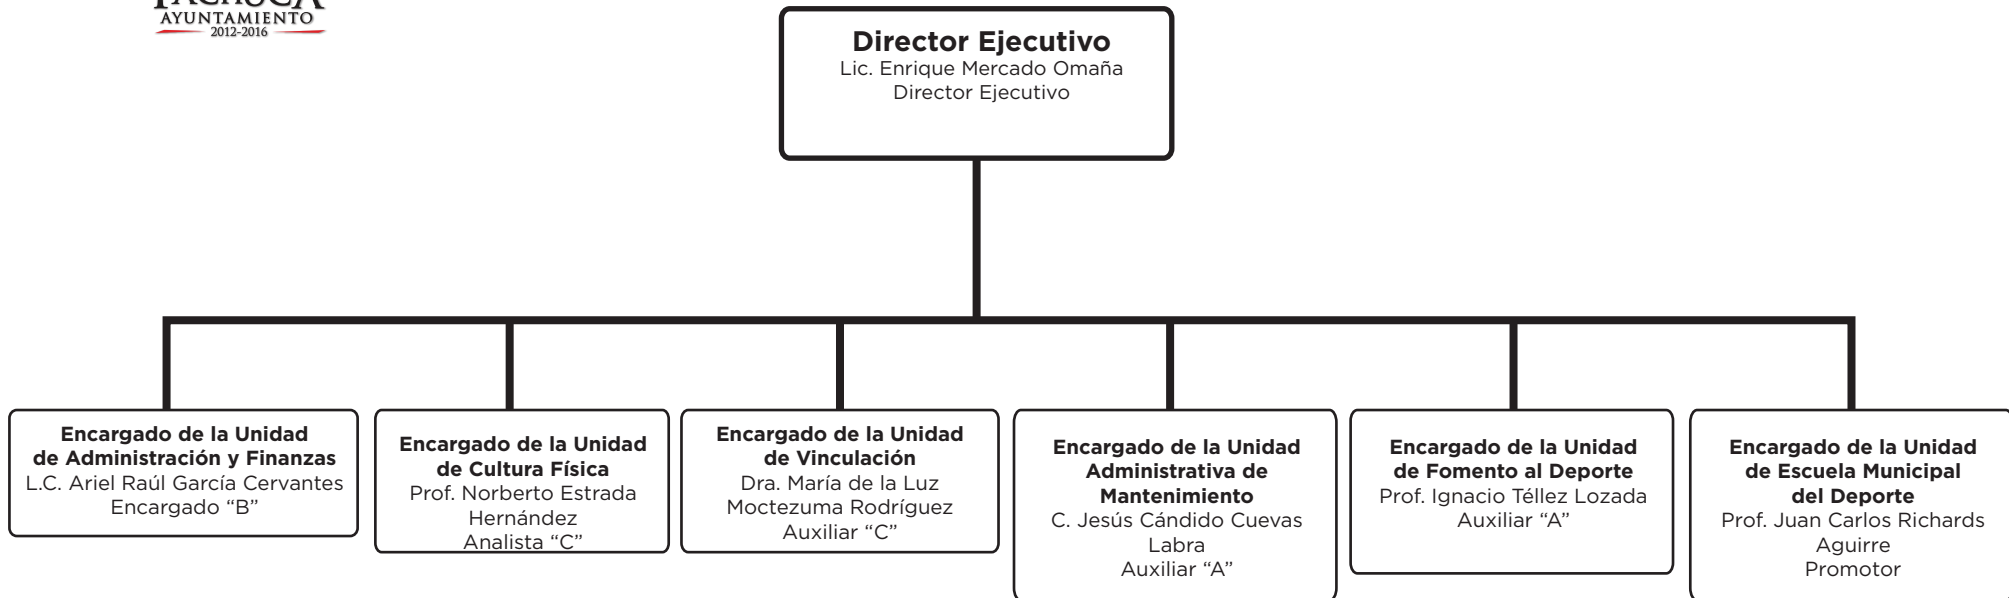 PACHUCA
AYUNTAMIENTO
2012-2016
Director Ejecutivo
Lic. Enrique Mercado Omaña
Director Ejecutivo
Encargado de la Unidad
de Administración y Finanzas
L.C. Ariel Raúl García Cervantes
Encargado “B”
Encargado de la Unidad
de Cultura Física
Prof. Norberto Estrada
Hernández
Analista “C”
Encargado de la Unidad
de Vinculación
Dra. María de la Luz
Moctezuma Rodríguez
Auxiliar “C”
Encargado de la Unidad
Administrativa de
Mantenimiento
C. Jesús Cándido Cuevas
Labra
Auxiliar “A”
Encargado de la Unidad
de Fomento al Deporte
Prof. Ignacio Téllez Lozada
Auxiliar “A”
Encargado de la Unidad
de Escuela Municipal
del Deporte
Prof. Juan Carlos Richards
Aguirre
Promotor